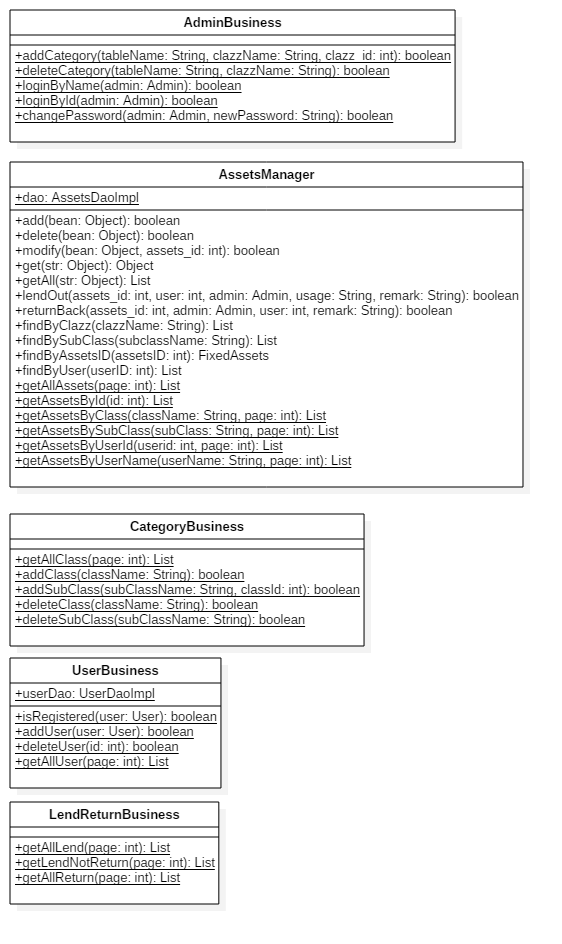 AdminBusiness
+addCategory(tableName: String, clazzName: String, clazz_id: int): boolean
+deleteCategory(tableName: String, clazzName: String): boolean
+loginByName(admin: Admin): boolean
+loginById(admin: Admin): boolean
+changePassword(admin: Admin, newPassword: String): boolean
AssetsManager
+dao: AssetsDaoImpl
+add(bean: Object): boolean
+delete(bean: Object): boolean
+modify(bean: Object, assets_id: int): boolean
+get(str: Object): Object
+getAll(str: Object): List
+lendOut(assets_id: int, user: int, admin: Admin, usage: String, remark: String): boolean
+returnBack(assets_id: int, admin: Admin, user: int, remark: String): boolean
+findByClazz(clazzName: String): List
+findBySubClass(subclassName: String): List
+findByAssetsID(assetsID: int): FixedAssets
+findByUser(userID: int): List
+getAllAssets(page: int): List
+getAssetsById(id: int): List
+getAssetsByClass(className: String, page: int): List
+getAssetsBySubClass(subClass: String, page: int): List
+getAssetsByUserId(userid: int, page: int): List
+getAssetsByUserName(userName: String, page: int): List
CategoryBusiness
+getAllClass(page: int): List
+addClass(className: String): boolean
+addSubClass(subClassName: String, classId: int): boolean
+deleteClass(className: String): boolean
+deleteSubClass(subClassName: String): boolean
UserBusiness
+userDao: UserDaoImpl
+isRegistered(user: User): boolean
+addUser(user: User): boolean
+deleteUser(id: int): boolean
+getAllUser(page: int): List
LendReturnBusiness
+getAllLend(page: int): List
+getLendNotReturn(page: int): List
+getAllReturn(page: int): List